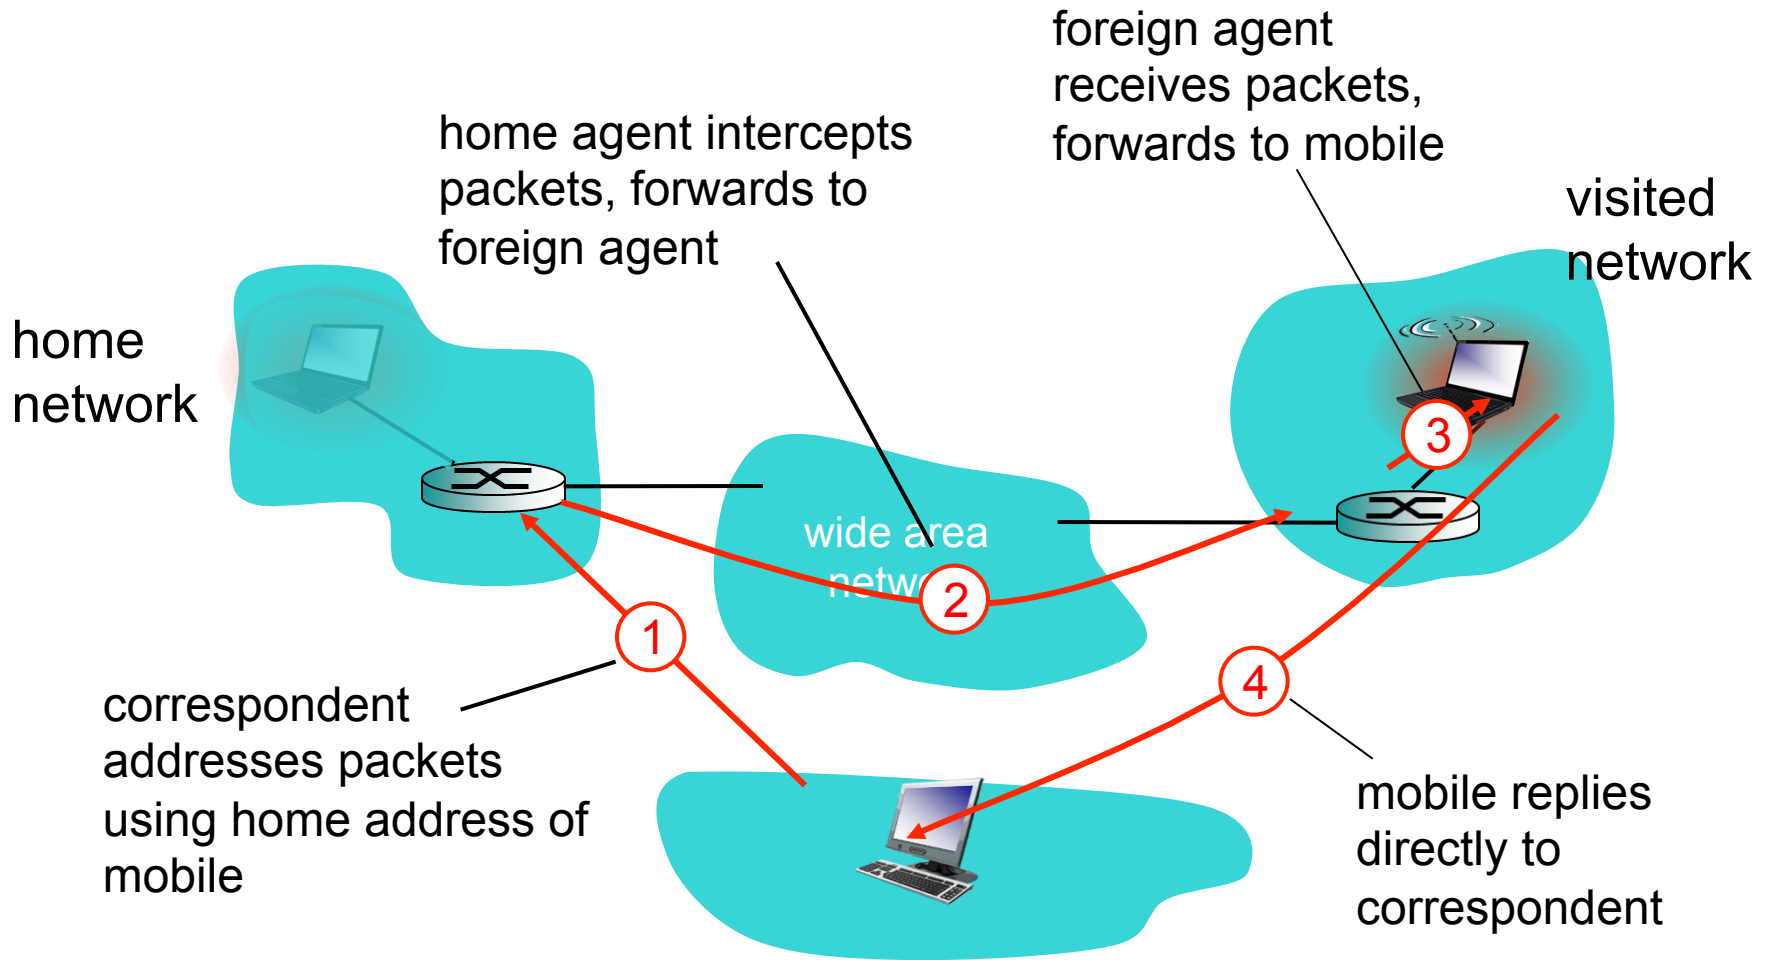 foreign agent
receives packets,
forwards to mobile
home agent intercepts
packets, forwards to
foreign agent
visited
network
home
network
wide area
3
2
1
4
correspondent
addresses packets
using home address of
mobile
mobile replies
directly to
correspondent